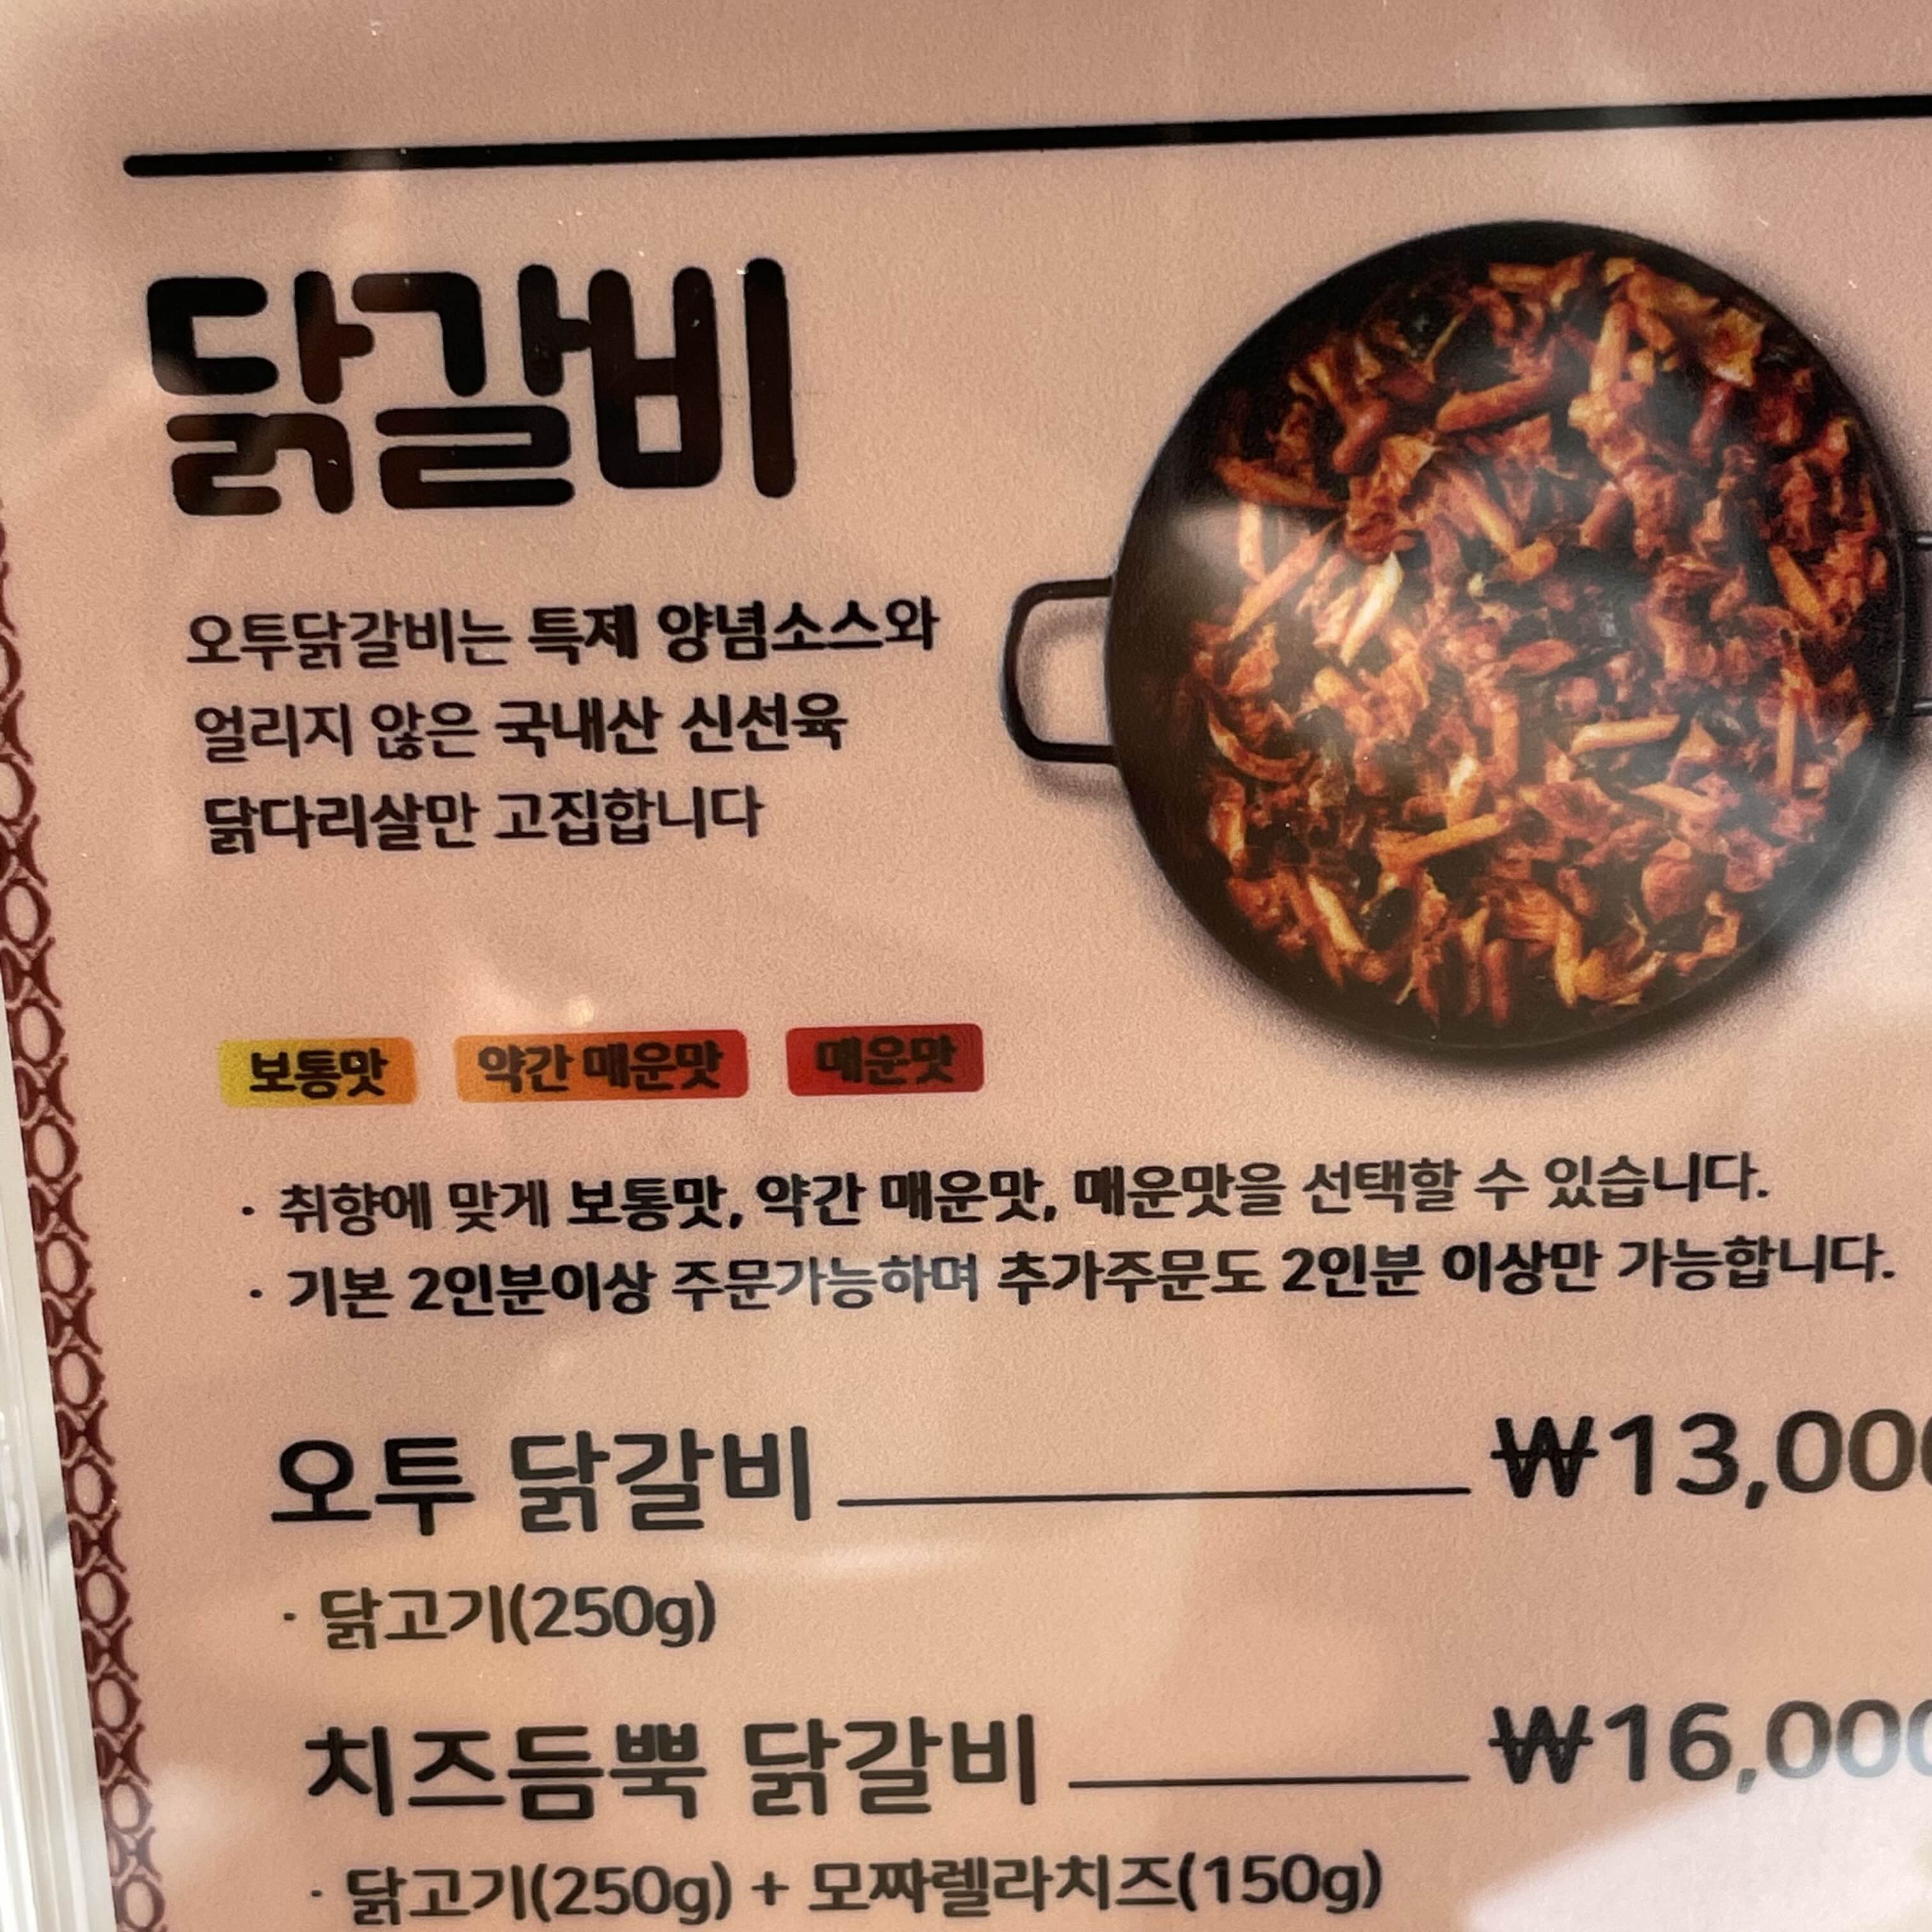 닭갈비
오투닭갈비는 특제 양념소스와
얼리지 않은 국내산 신선육
닭다리살만 고집합니다
보통맛 약간 매운맛 매운맛
· 취향에 맞게 보통맛, 약간 매운맛, 매운맛을 선택할 수 있습니다.
· 기본 2인분이상 주문가능하며 추가주문도 2인분 이상만 가능합니다.
오투 닭갈비 ₩13,000
· 닭고기(250g)
치즈듬뿍 닭갈비 ₩16,000
· 닭고기(250g) + 모짜렐라치즈(150g)